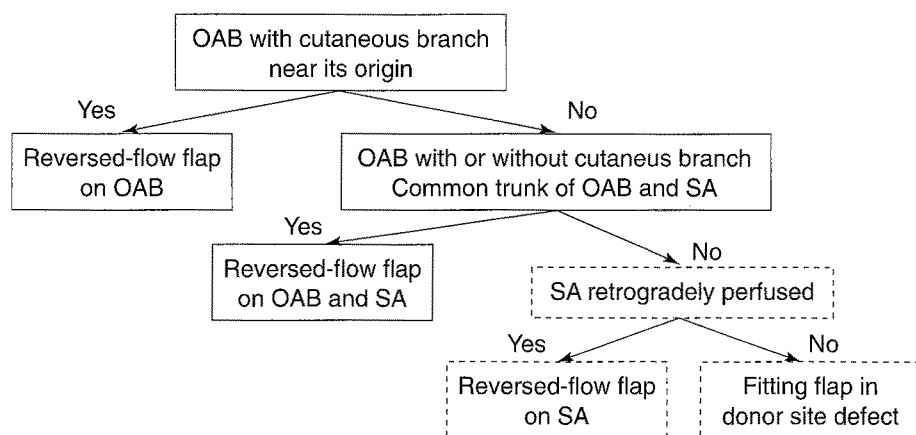 OAB with cutaneous branch
near its origin
Yes
No
Reversed-flow flap
on OAB
OAB with or without cutaneus branch
Common trunk of OAB and SA
Yes
No
Reversed-flow flap
on OAB and SA
SA retrogradely perfused
Yes
No
Reversed-flow flap
on SA
Fitting flap in
donor site defect